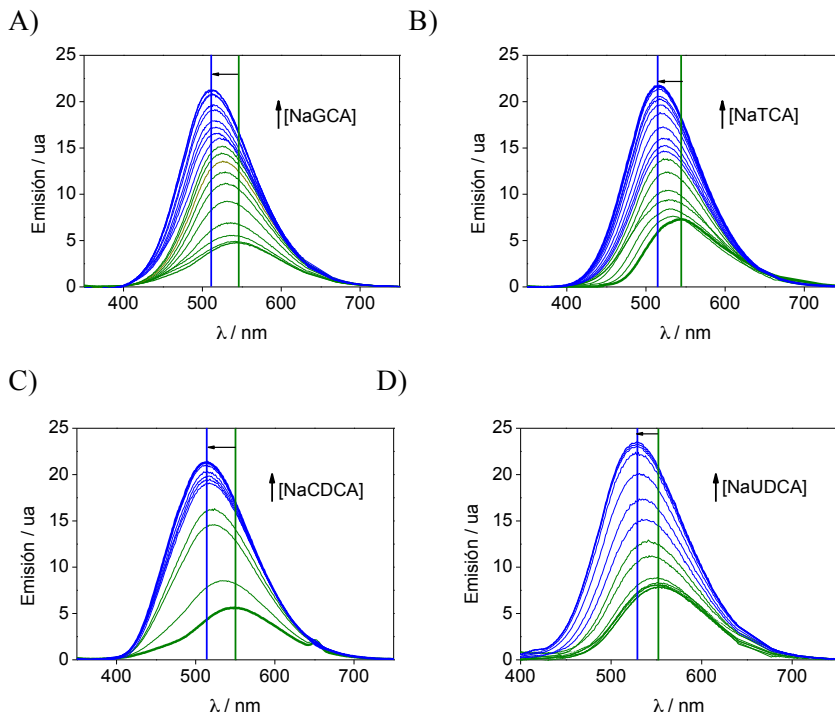 A)
25
20
15
10
5
0
Emisión / ua
[NaGCA]
400 500 600 700
λ / nm
B)
25
20
15
10
5
0
Emisión / ua
[NaTCA]
400 500 600 700
λ / nm
C)
25
20
15
10
5
0
Emisión / ua
[NaCDCA]
400 500 600 700
λ / nm
D)
25
20
15
10
5
0
Emisión / ua
[NaUDCA]
400 500 600 700
λ / nm